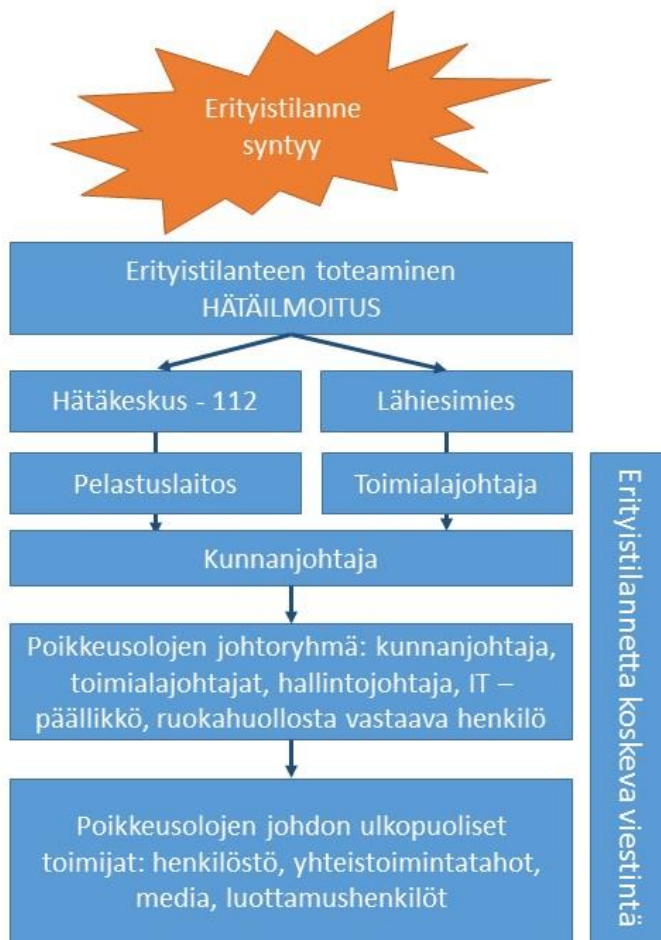 Erityistilanne
syntyy
Erityistilanteen toteaminen
HÄTÄILMOITUS
Hätäkeskus - 112
Lähiesimies
Pelastuslaitos
Toimialajohtaja
Kunnanjohtaja
Poikkeusolojen johtoryhmä: kunnanjohtaja,
toimialajohtajat, hallintojohtaja, IT –
päällikkö, ruokahuollosta vastaava henkilö
Poikkeusolojen johdon ulkopuoliset
toimijat: henkilöstö, yhteistoimintatahot,
media, luottamushenkilöt
Erityistilannetta koskeva viestintä